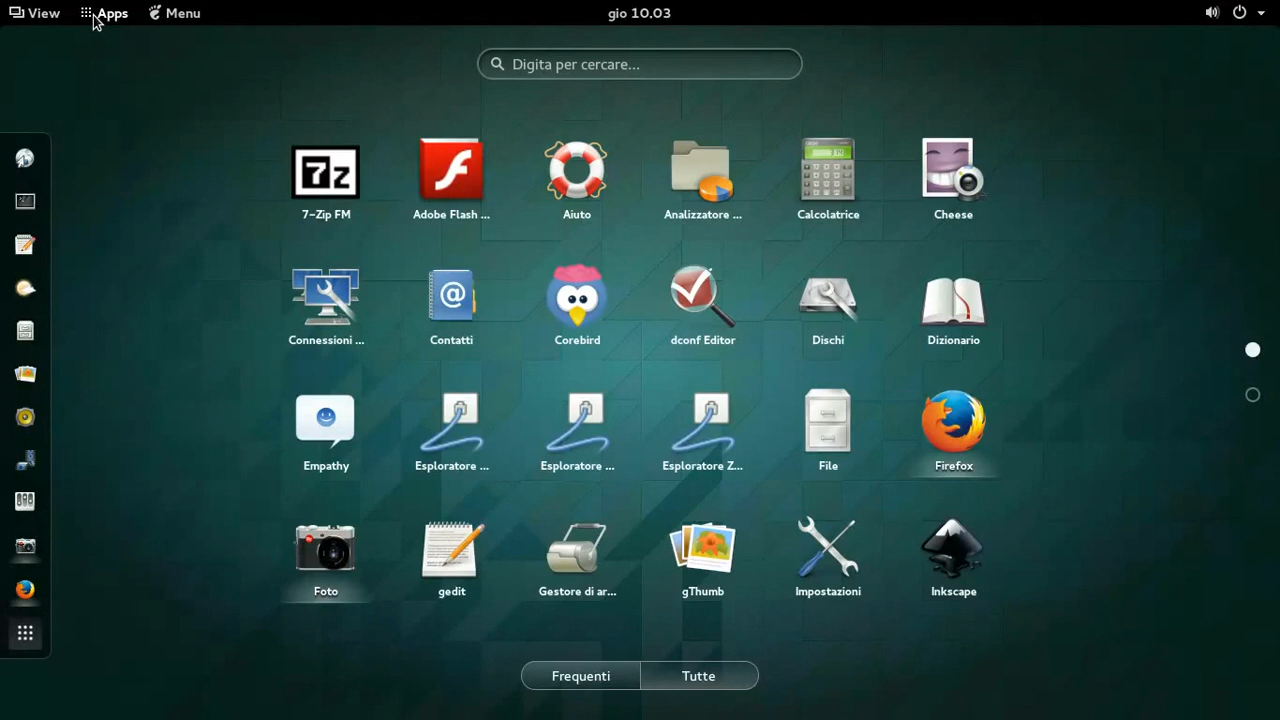 View Apps Menu gio 10.03
Digita per cercare...
7-Zip FM Adobe Flash ... Aiuto Analizzatore ... Calcolatrice Cheese
Connessioni ... Contatti Corebird dconf Editor Dischi Dizionario
Empathy Esploratore ... Esploratore ... Esploratore Z... File Firefox
Foto gedit Gestore di ar... gThumb Impostazioni Inkscape
Frequenti Tutte